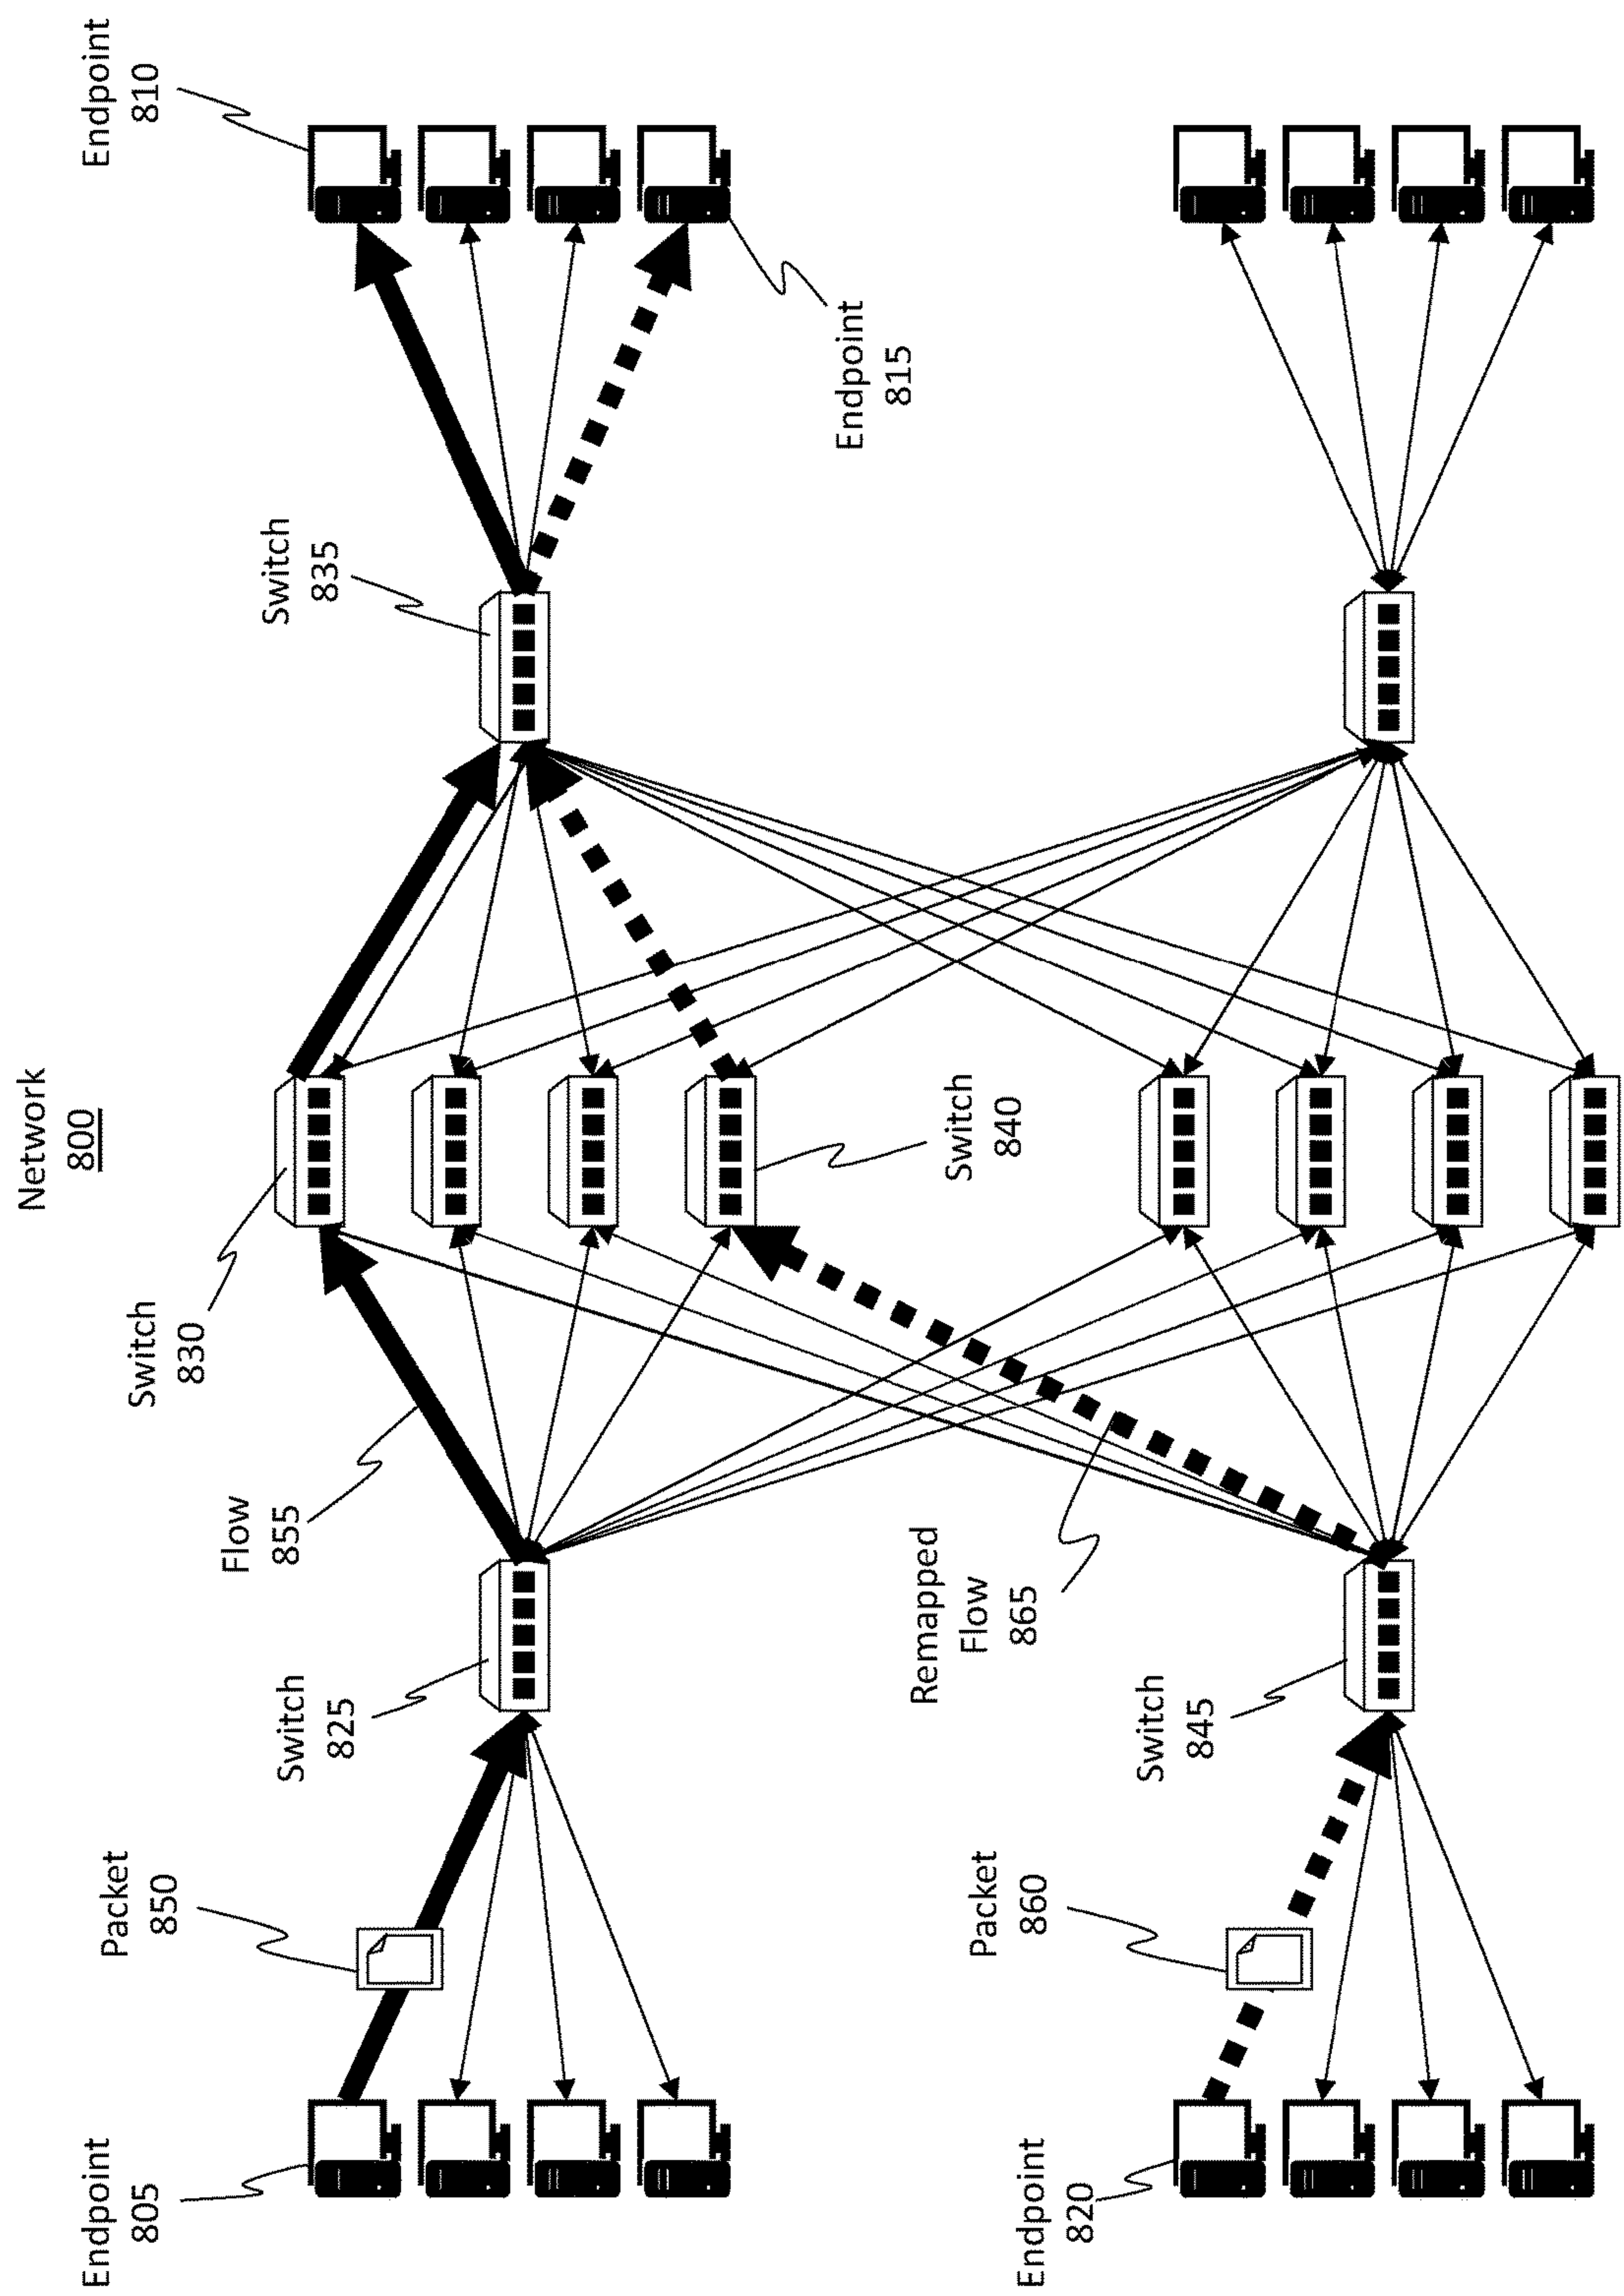 Network
800
Endpoint
805
Packet
850
Switch
825
Flow
855
Switch
830
Switch
835
Endpoint
810
Endpoint
815
Switch
840
Remapped
Flow
865
Endpoint
820
Packet
860
Switch
845